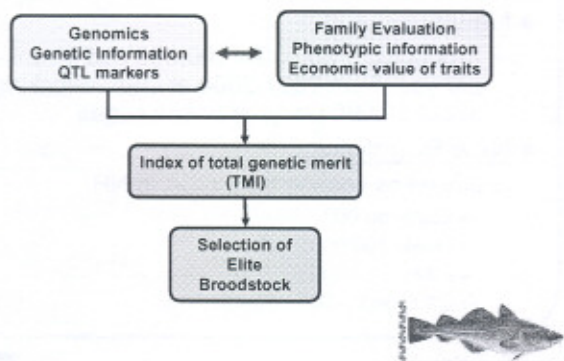 Genomics
Genetic Information
QTL markers
Family Evaluation
Phenotypic information
Economic value of traits
Index of total genetic merit
(TMI)
Selection of
Elite
Broodstock